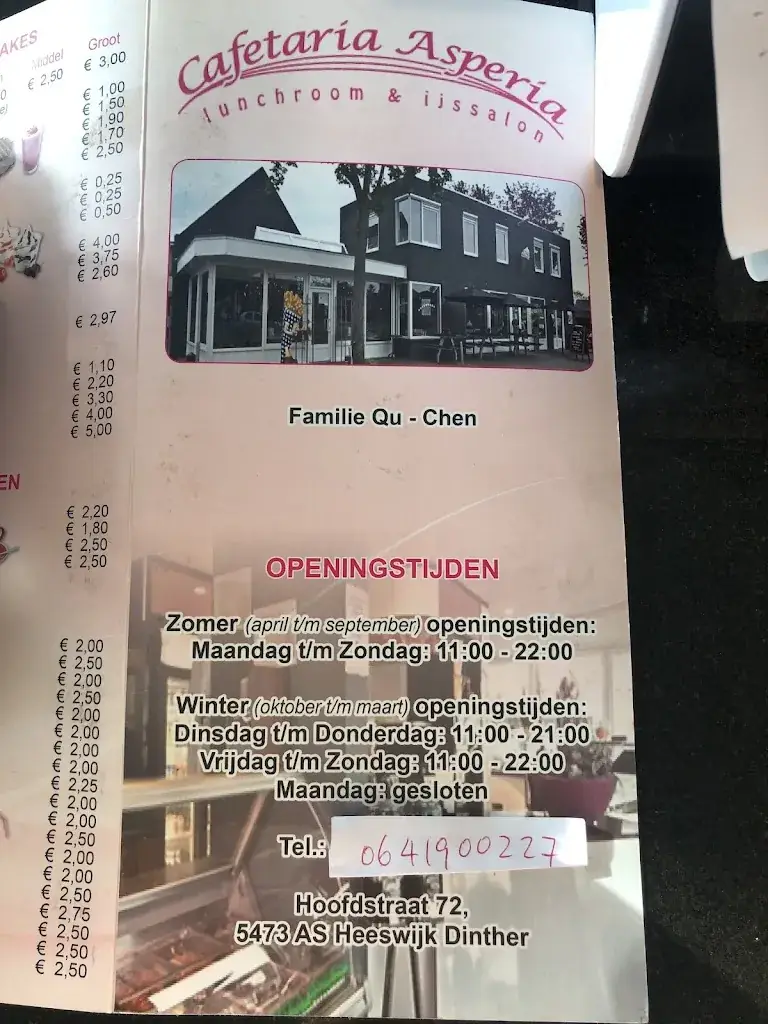 AKES
Middel
Groot
€ 2,50
€ 3,00
€ 1,00
€ 1,50
€ 1,90
€ 1,70
€ 2,50
€ 0,25
€ 0,25
€ 0,50
€ 4,00
€ 3,75
€ 2,60
€ 2,97
€ 1,10
€ 2,20
€ 3,30
€ 4,00
€ 5,00
EN
€ 2,20
€ 1,80
€ 2,50
€ 2,50
€ 2,00
€ 2,50
€ 2,00
€ 2,50
€ 2,00
€ 2,00
€ 2,00
€ 2,00
€ 2,25
€ 2,00
€ 2,00
€ 2,50
€ 2,00
€ 2,00
€ 2,50
€ 2,75
€ 2,50
€ 2,50
€ 2,50
Cafetaria Asperia
lunchroom & ijssalon
Familie Qu - Chen
OPENINGSTIJDEN
Zomer (april t/m september) openingstijden:
Maandag t/m Zondag: 11:00 - 22:00
Winter (oktober t/m maart) openingstijden:
Dinsdag t/m Donderdag: 11:00 - 21:00
Vrijdag t/m Zondag: 11:00 - 22:00
Maandag: gesloten
Tel.: 0641900227
Hoofdstraat 72,
5473 AS Heeswijk Dinther